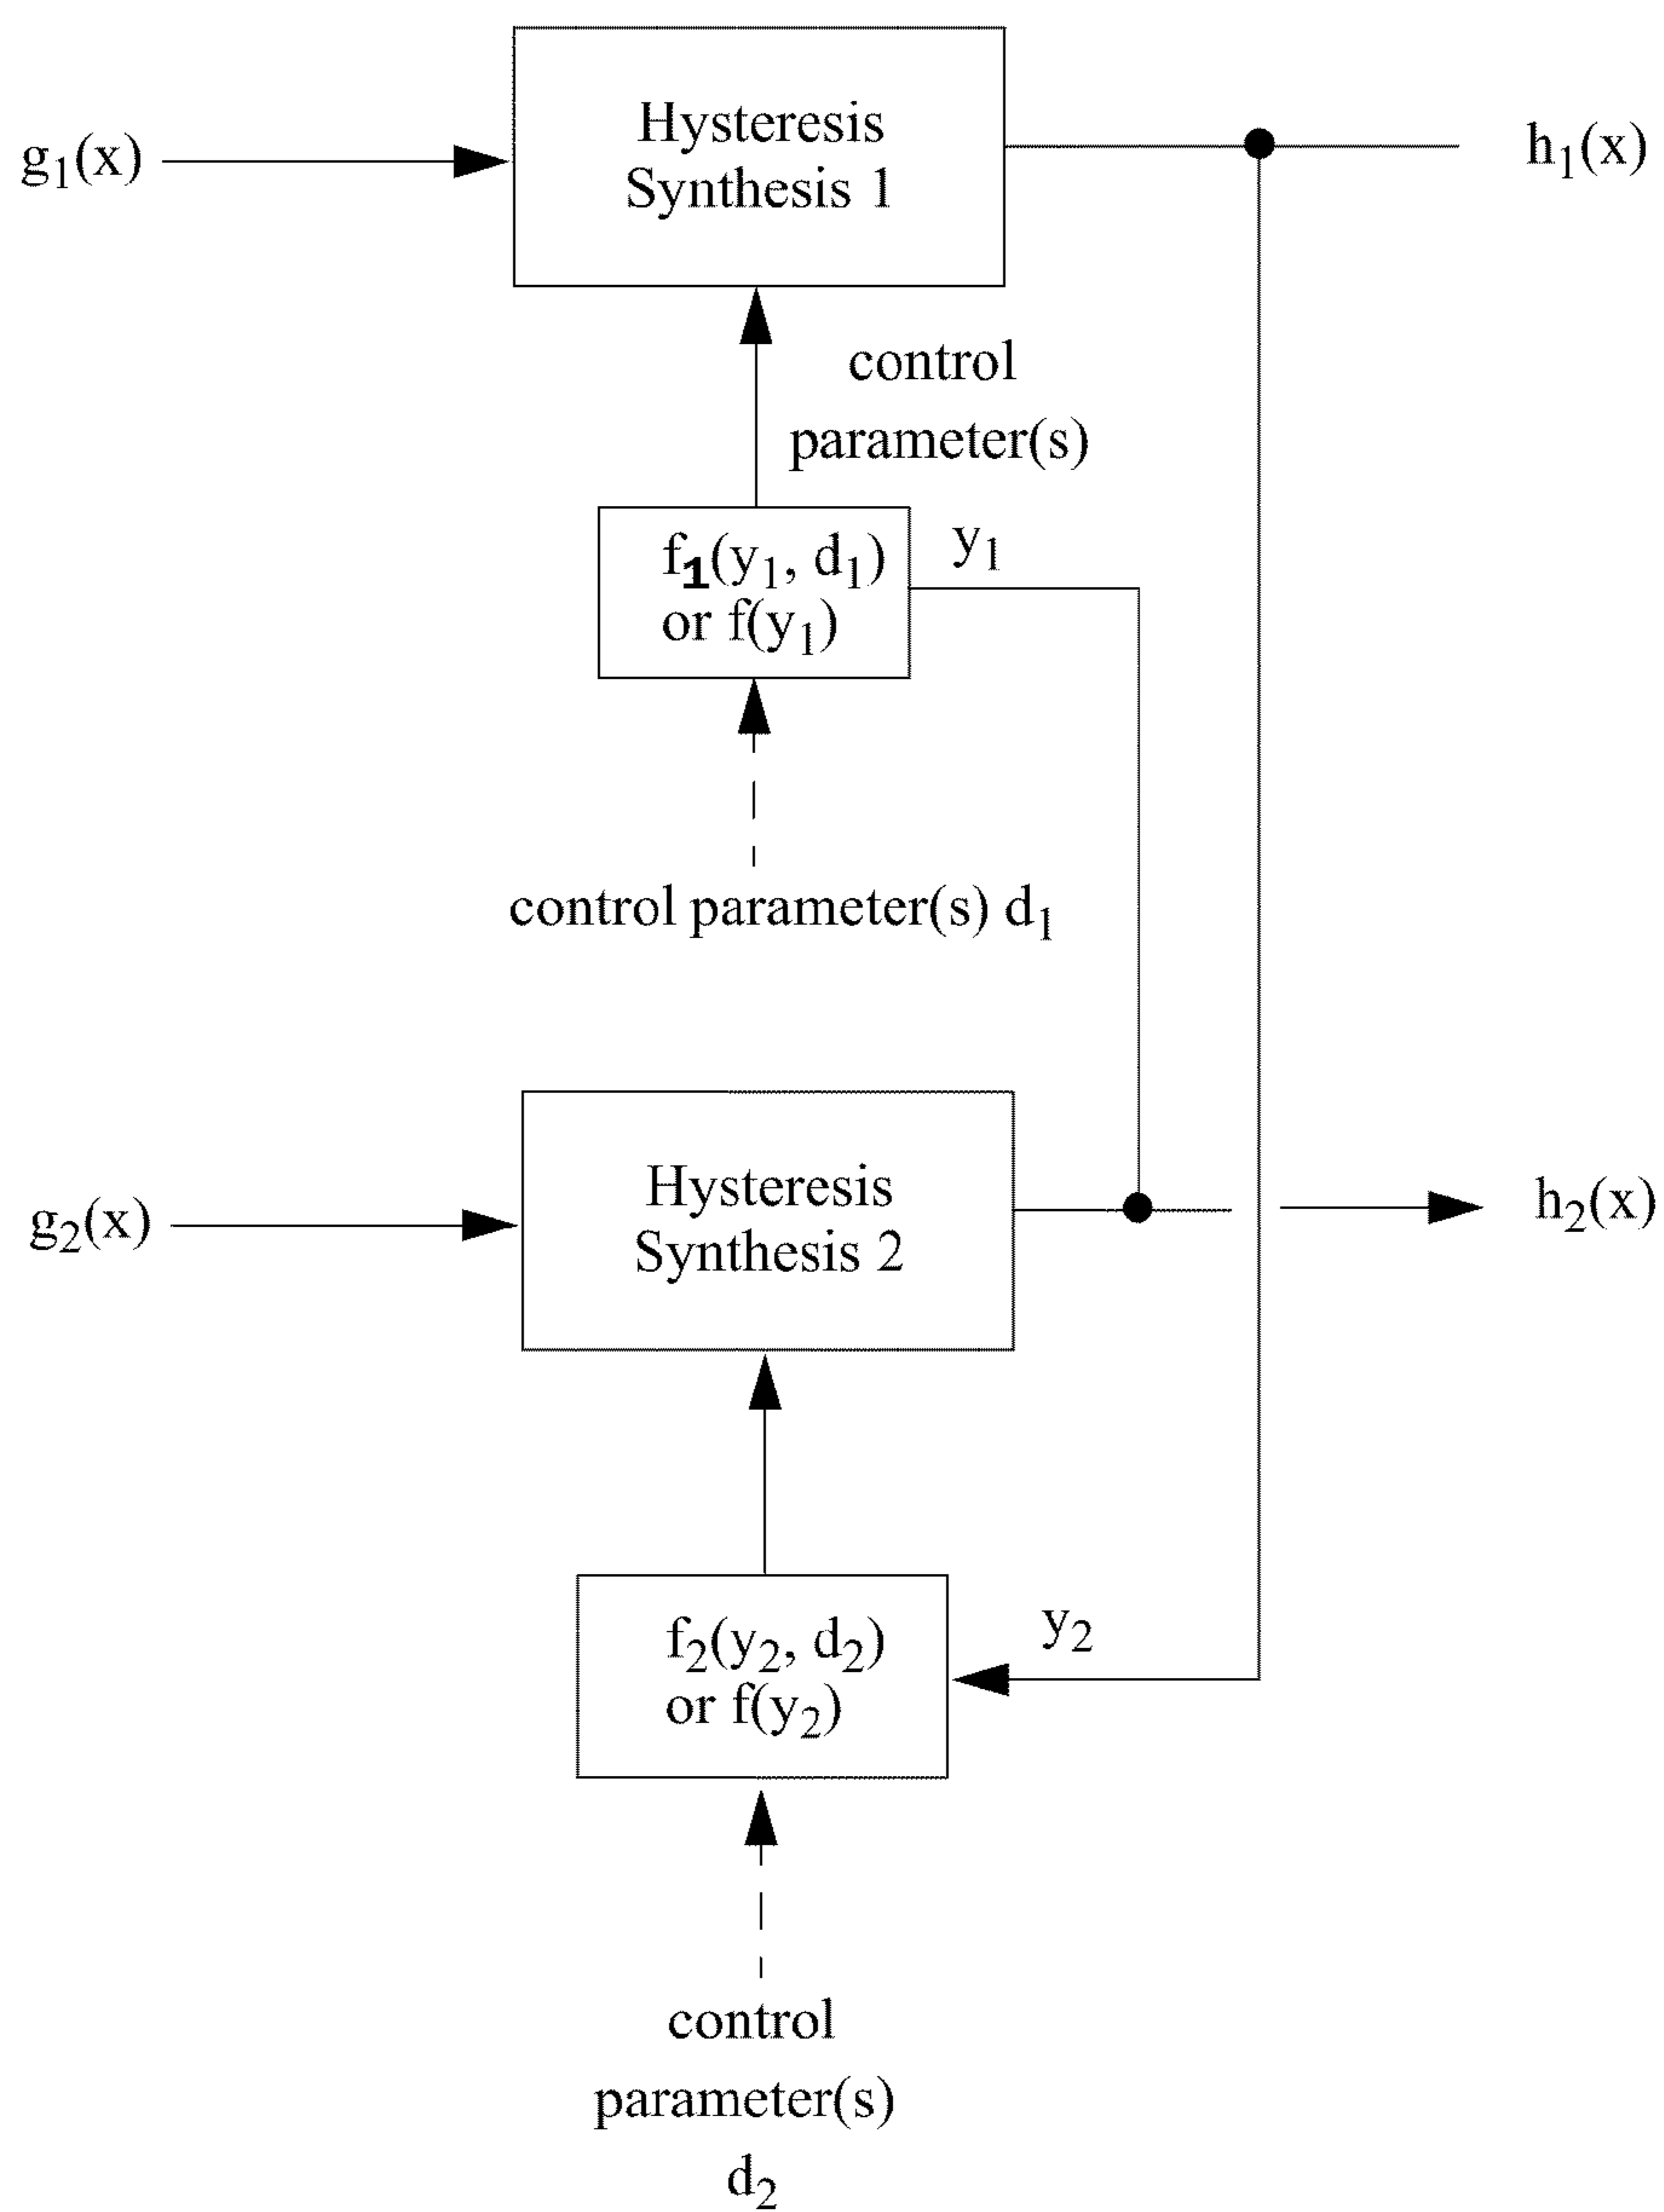 Hysteresis
Synthesis 1
g₁(x)
h₁(x)
control
parameter(s)
f₁(y₁, d₁)
or f(y₁)
y₁
control parameter(s) d₁
Hysteresis
Synthesis 2
g₂(x)
h₂(x)
f₂(y₂, d₂)
or f(y₂)
y₂
control
parameter(s)
d₂